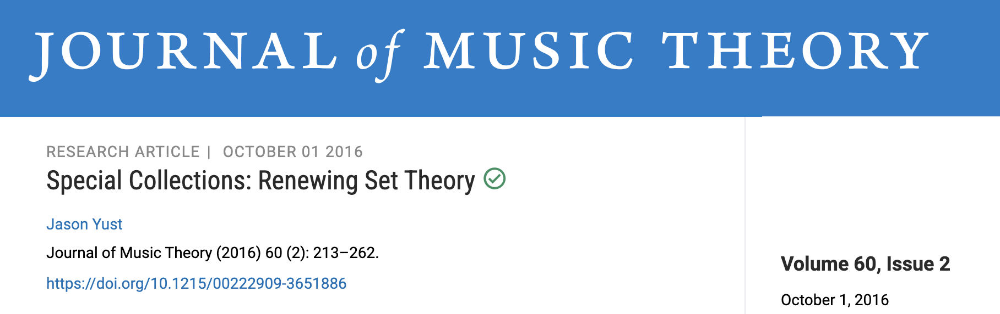 JOURNAL of MUSIC THEORY
RESEARCH ARTICLE | OCTOBER 01 2016
Special Collections: Renewing Set Theory
Jason Yust
Journal of Music Theory (2016) 60 (2): 213–262.
https://doi.org/10.1215/00222909-3651886
Volume 60, Issue 2
October 1, 2016